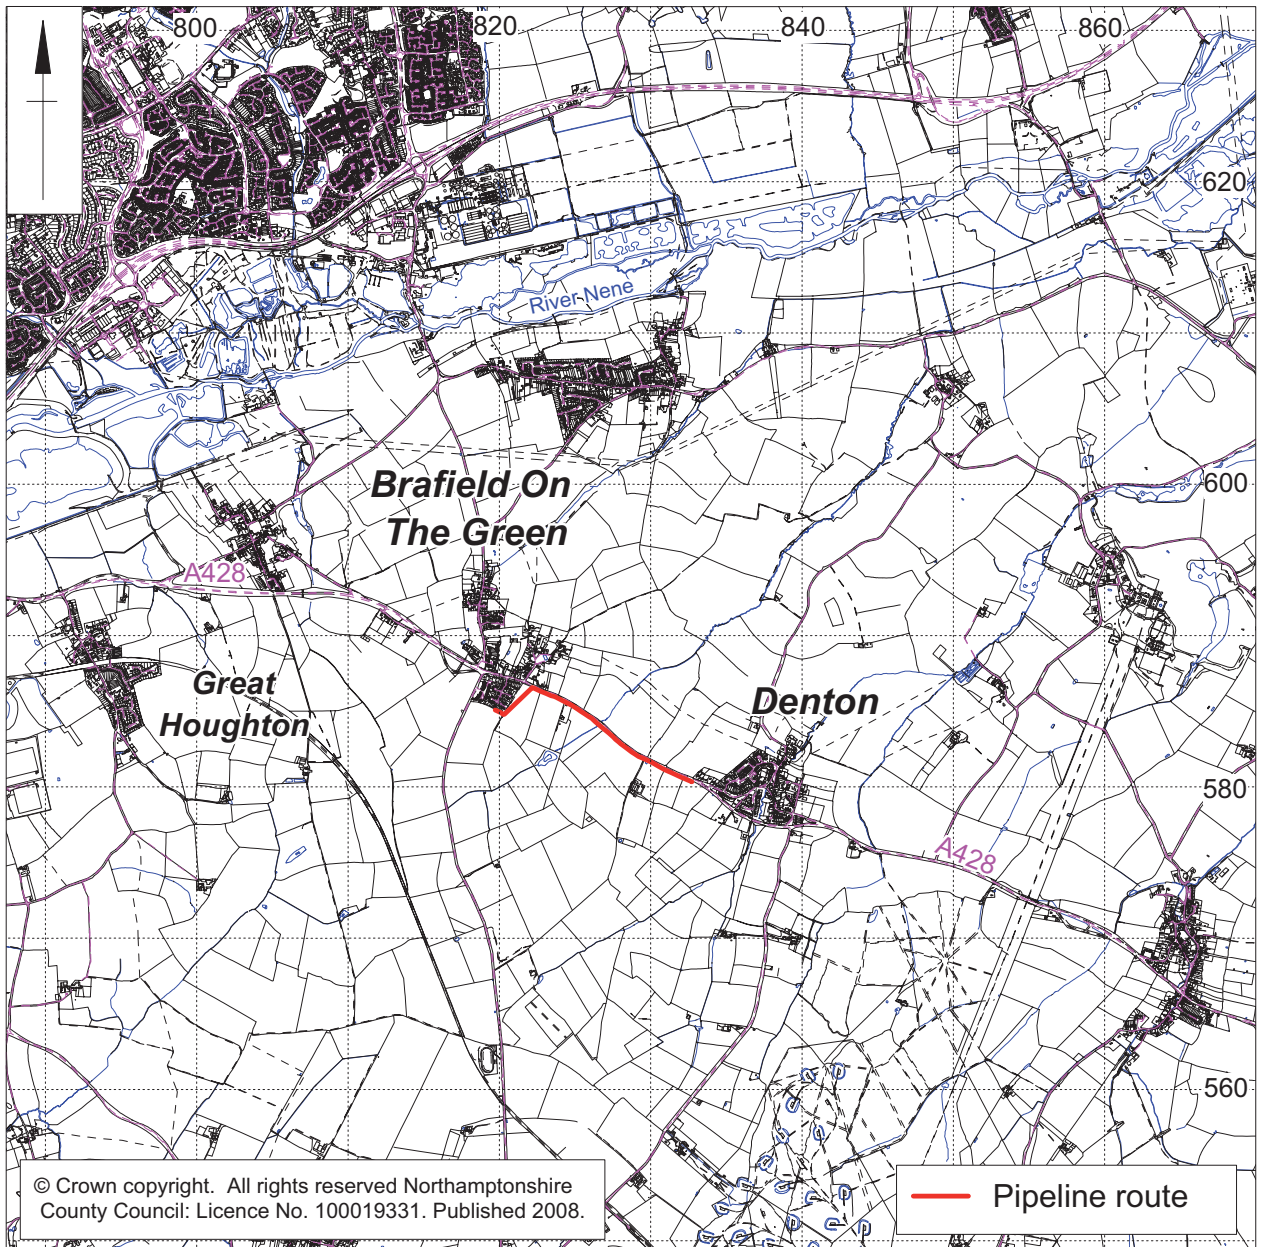 800
820
840
860
620
River Nene
Brafield On
The Green
600
A428
Great
Houghton
Denton
580
A428
560
© Crown copyright. All rights reserved Northamptonshire
County Council: Licence No. 100019331. Published 2008.
Pipeline route